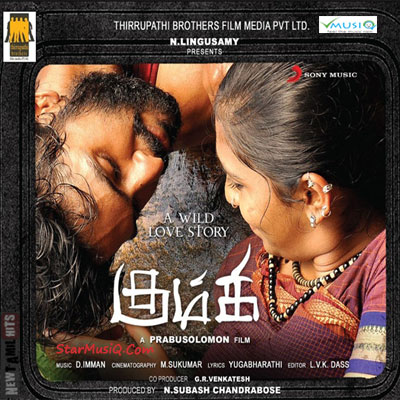 THIRRUPATHI BROTHERS FILM MEDIA PVT LTD.
N.LINGUSAMY
PRESENTS
VMUSIQ
SONY MUSIC
A WILD
LOVE STORY
கும்கி
A PRABUSOLOMON FILM
StarMusiQ.Com
MUSIC D.IMMAN CINEMATOGRAPHY M.SUKUMAR LYRICS YUGABHARATHI EDITOR L.V.K. DASS
CO PRODUCER G.R.VENKATESH
PRODUCED BY N.SUBASH CHANDRABOSE
NEW TAMIL HITS